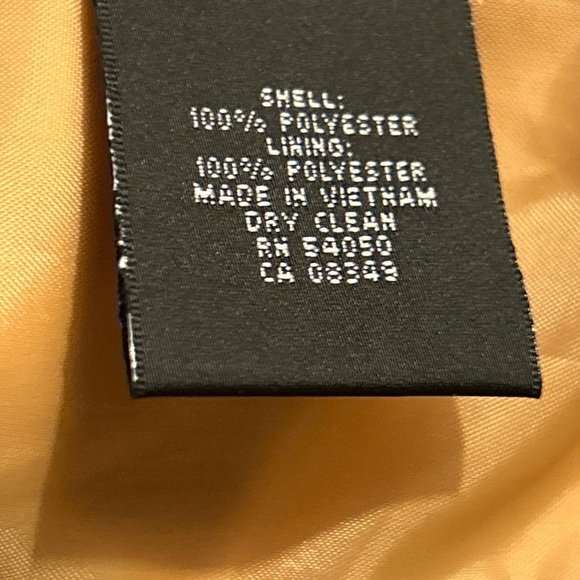 SHELL:
100% POLYESTER
LINING:
100% POLYESTER
MADE IN VIETNAM
DRY CLEAN
RN 54050
CA 08349